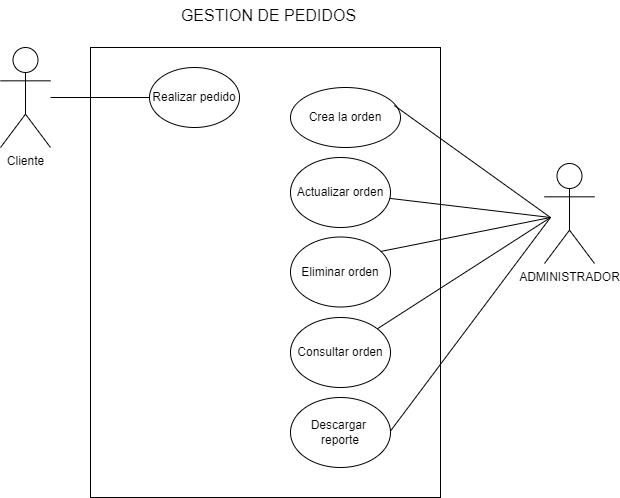 GESTION DE PEDIDOS
Realizar pedido
Cliente
Crea la orden
Actualizar orden
Eliminar orden
ADMINISTRADOR
Consultar orden
Descargar
reporte